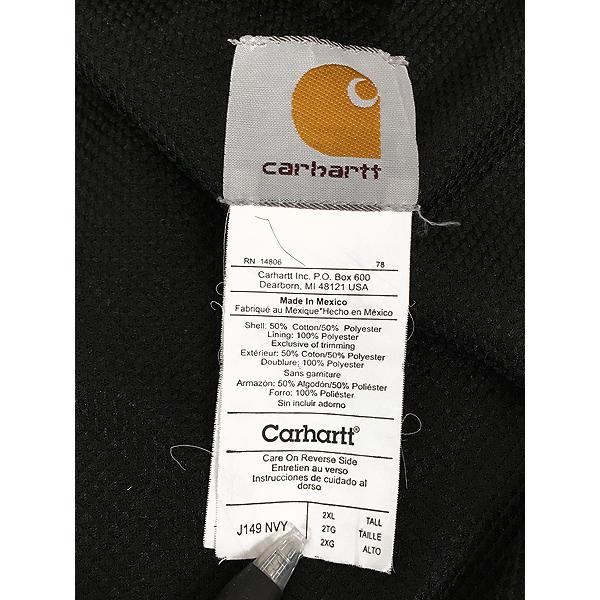 carhartt
RN 14806 78
Carhartt Inc. P.O. Box 600
Dearborn, MI 48121 USA
Made In Mexico
Fabriqué au Mexique*Hecho en México
Shell: 50% Cotton/50% Polyester
Lining: 100% Polyester
Exclusive of trimming
Extérieur: 50% Coton/50% Polyester
Doublure: 100% Polyester
Sans garniture
Armazón: 50% Algodón/50% Poliéster
Forro: 100% Poliéster
Sin incluir adorno
Carhartt®
Care On Reverse Side
Entretien au verso
Instrucciones de cuidado al
dorso
J149 NVY
2XL TALL
2TG TAILLE
2XG ALTO